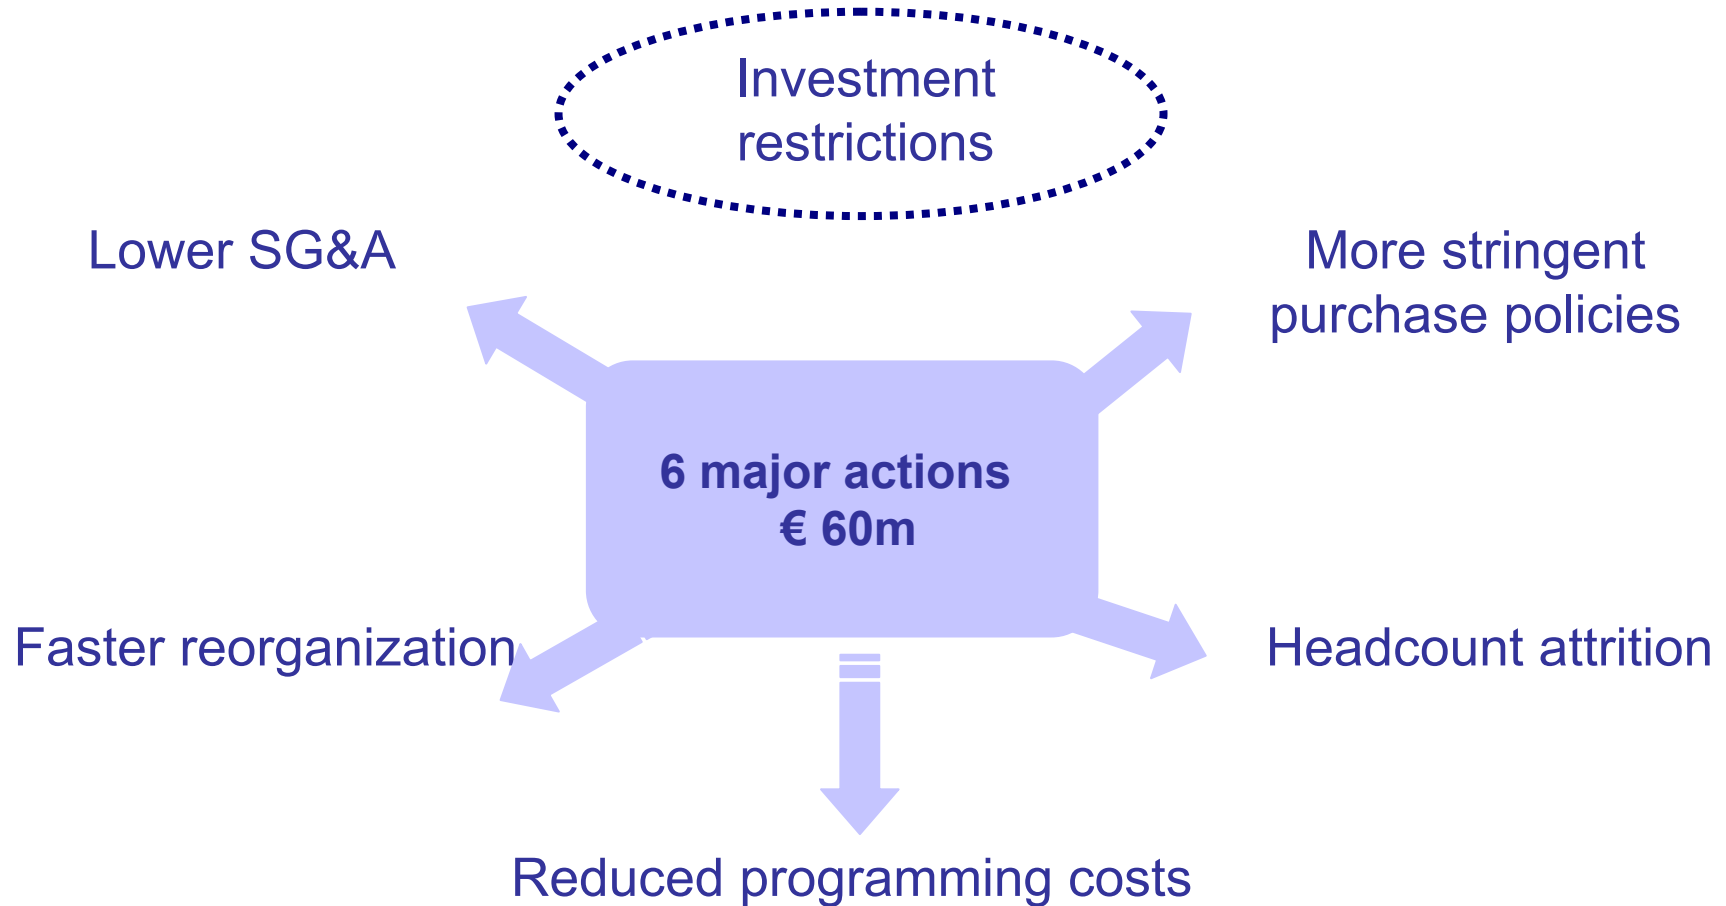 Investment
restrictions
Lower SG&A
More stringent
purchase policies
6 major actions
€ 60m
Faster reorganization
Headcount attrition
Reduced programming costs